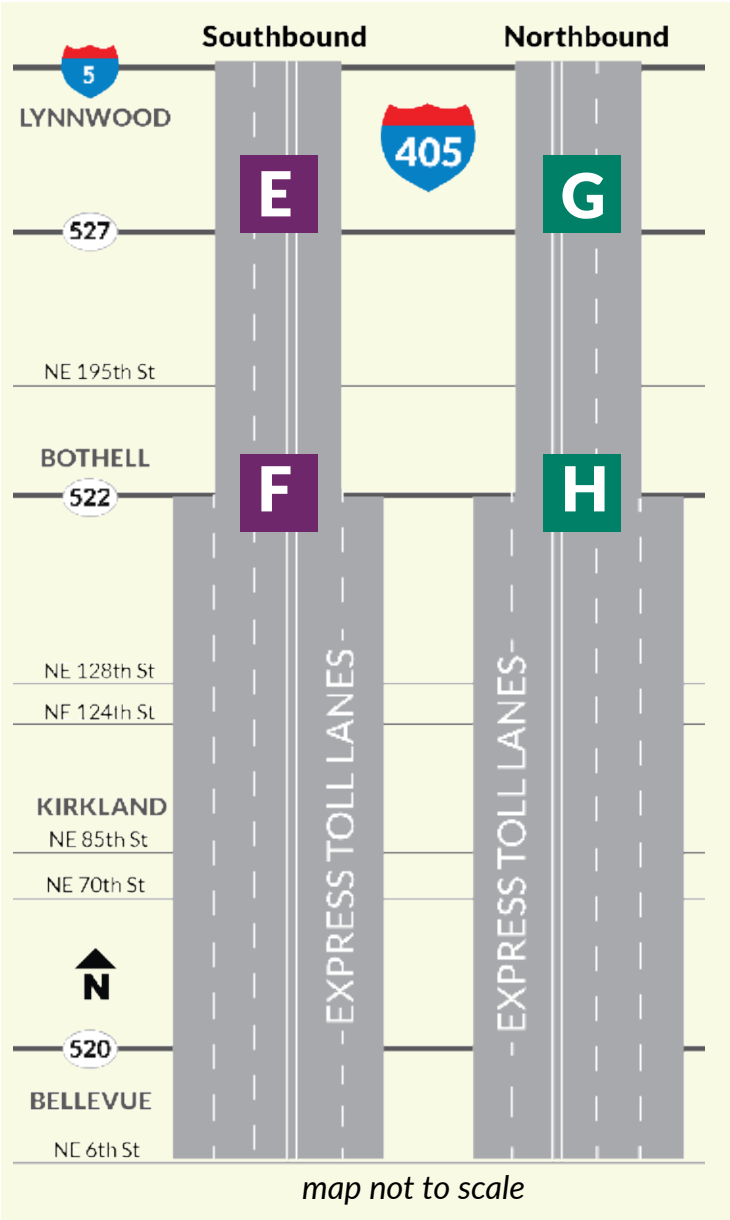 Southbound Northbound
5
LYNNWOOD
405
E G
527
NE 195th St
BOTHELL
F H
522
NE 128th St
NE 124th St
KIRKLAND
NE 85th St
NE 70th St
EXPRESS TOLL LANES
EXPRESS TOLL LANES
N
520
BELLEVUE
NE 6th St
map not to scale